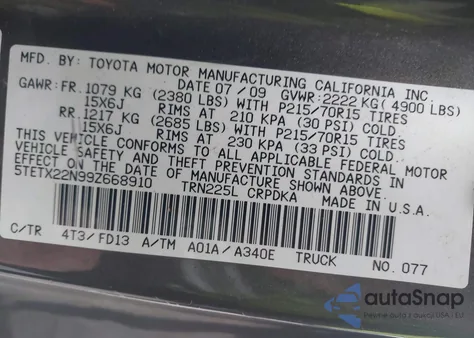 MFD. BY: TOYOTA MOTOR MANUFACTURING CALIFORNIA INC.
DATE 07/09 GVWR:2222 KG(4900 LBS)
GAWR:FR. 1079 KG (2380 LBS) WITH P215/70R15 TIRES
15X6J RIMS AT 210 KPA (30 PSI) COLD.
RR. 1217 KG (2685 LBS) WITH P215/70R15 TIRES
15X6J RIMS AT 230 KPA (33 PSI) COLD.
THIS VEHICLE CONFORMS TO ALL APPLICABLE FEDERAL MOTOR
VEHICLE SAFETY STANDARDS IN EFFECT ON THE DATE OF
MANUFACTURE SHOWN ABOVE.
5TETX22N99Z668910 TRN225L CRPDKA MADE IN U.S.A.
C/TR 4T3/FD13 A/TM A01A/A340E TRUCK NO. 077
autoSnap